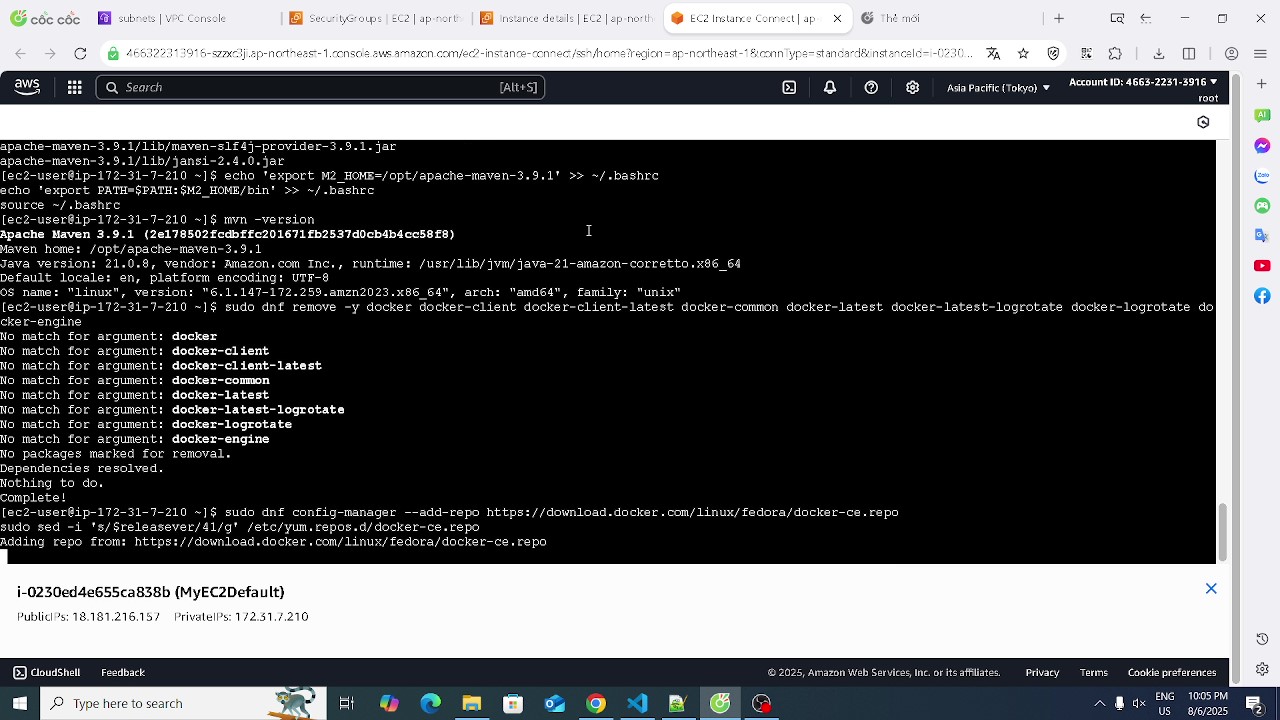 cốc cốc
subnets | VPC Console
SecurityGroups | EC2 | ap-north
Instance details | EC2 | ap-north
EC2 Instance Connect | ap-
Thẻ mới
466322313916-szzxc3ji.ap-northeast-1.console.aws.amazon.com/ec2-instance-connect/ssh/home?region=ap-northeast-1&connType=standard&instanceId=i-0230...
aws
Search
[Alt+S]
Asia Pacific (Tokyo)
Account ID: 4663-2231-3916
root
apache-maven-3.9.1/lib/maven-slf4j-provider-3.9.1.jar
apache-maven-3.9.1/lib/jansi-2.4.0.jar
[ec2-user@ip-172-31-7-210 ~]$ echo 'export M2_HOME=/opt/apache-maven-3.9.1' >> ~/.bashrc
echo 'export PATH=$PATH:$M2_HOME/bin' >> ~/.bashrc
source ~/.bashrc
[ec2-user@ip-172-31-7-210 ~]$ mvn -version
Apache Maven 3.9.1 (2e178502fcdbffc201671fb2537d0cb4b4cc58f8)
Maven home: /opt/apache-maven-3.9.1
Java version: 21.0.8, vendor: Amazon.com Inc., runtime: /usr/lib/jvm/java-21-amazon-corretto.x86_64
Default locale: en, platform encoding: UTF-8
OS name: "linux", version: "6.1.147-172.259.amzn2023.x86_64", arch: "amd64", family: "unix"
[ec2-user@ip-172-31-7-210 ~]$ sudo dnf remove -y docker docker-client docker-client-latest docker-common docker-latest docker-latest-logrotate docker-logrotate do
cker-engine
No match for argument: docker
No match for argument: docker-client
No match for argument: docker-client-latest
No match for argument: docker-common
No match for argument: docker-latest
No match for argument: docker-latest-logrotate
No match for argument: docker-logrotate
No match for argument: docker-engine
No packages marked for removal.
Dependencies resolved.
Nothing to do.
Complete!
[ec2-user@ip-172-31-7-210 ~]$ sudo dnf config-manager --add-repo https://download.docker.com/linux/fedora/docker-ce.repo
sudo sed -i 's/$releasever/41/g' /etc/yum.repos.d/docker-ce.repo
Adding repo from: https://download.docker.com/linux/fedora/docker-ce.repo
i-0230ed4e655ca838b (MyEC2Default)
PublicIPs: 18.181.216.157 PrivateIPs: 172.31.7.210
CloudShell
Feedback
© 2025, Amazon Web Services, Inc. or its affiliates.
Privacy
Terms
Cookie preferences
Type here to search
ENG
US
10:05 PM
8/6/2025
2
AI
Zalo